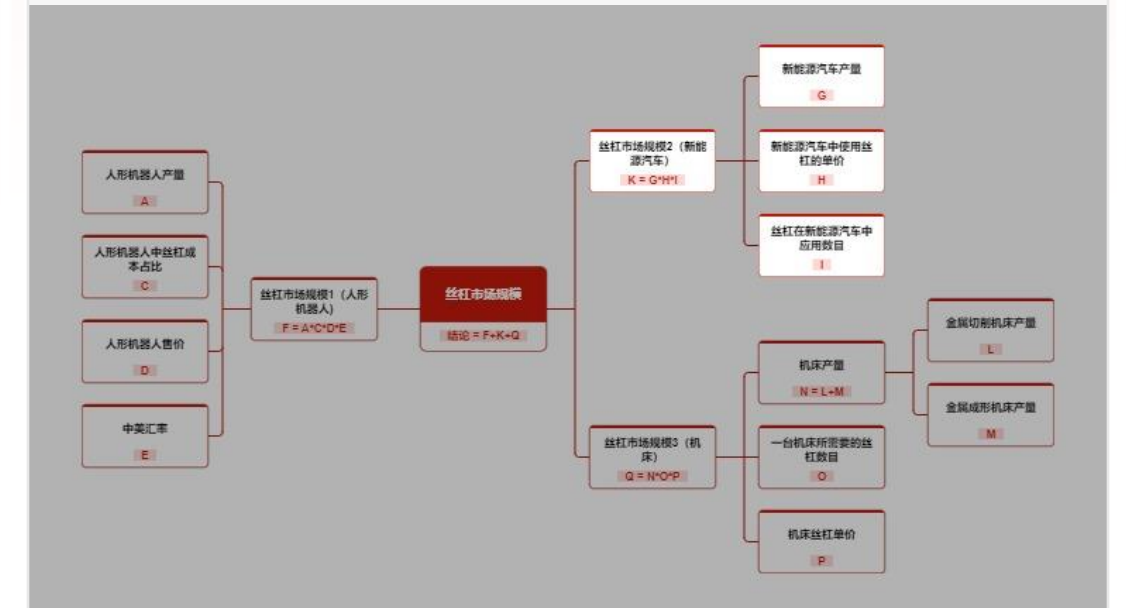 人形机器人产量
A
人形机器人中丝杠成
本占比
C
人形机器人售价
D
中美汇率
E
丝杠市场规模1（人形
机器人）
F = A*C*D*E
丝杠市场规模
结论 = F+K+Q
丝杠市场规模2（新能
源汽车）
K = G*H*I
新能源汽车产量
G
新能源汽车中使用丝
杠的单价
H
丝杠在新能源汽车中
应用数目
I
丝杠市场规模3（机
床）
Q = N*O*P
机床产量
N = L+M
金属切削机床产量
L
金属成形机床产量
M
一台机床所需要的丝
杠数目
O
机床丝杠单价
P